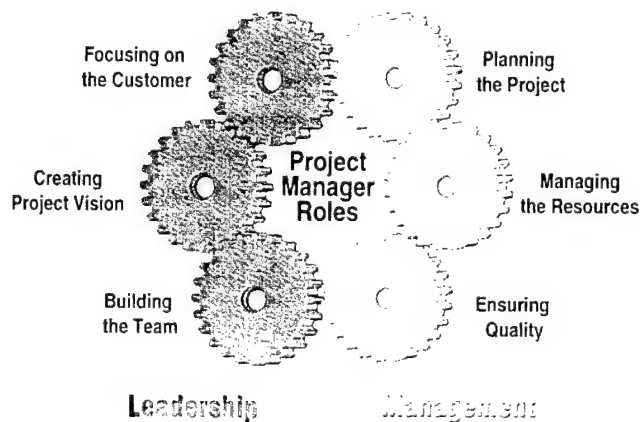 Focusing on
the Customer
Planning
the Project
Creating
Project Vision
Project
Manager
Roles
Managing
the Resources
Building
the Team
Ensuring
Quality
Leadership
Management